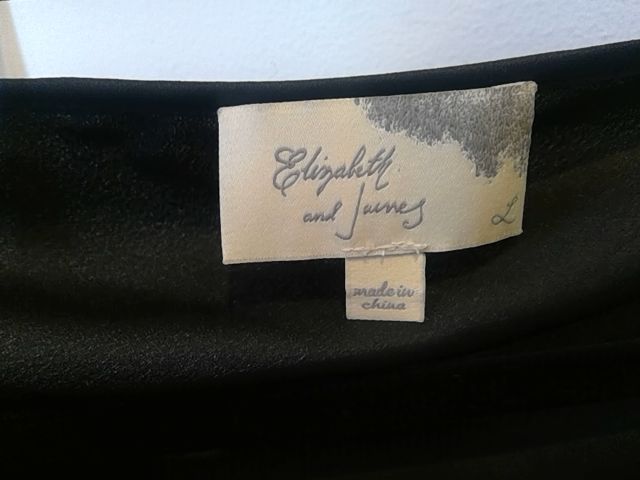 Elizabeth
and James
L
made in
china